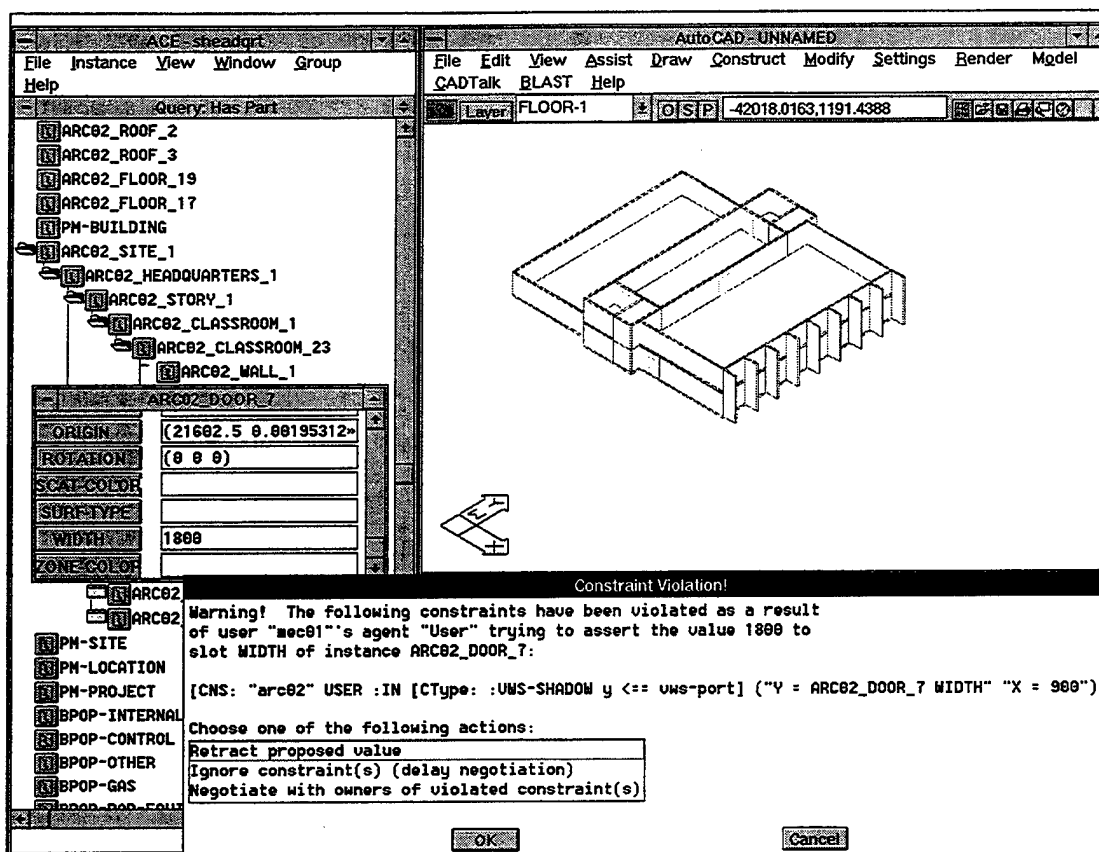 ACE - sheadqrt
File Instance View Window Group
Help
Query: Has Part
ARC02_ROOF_2
ARC02_ROOF_3
ARC02_FLOOR_19
ARC02_FLOOR_17
PM-BUILDING
ARC02_SITE_1
ARC02_HEADQUARTERS_1
ARC02_STORY_1
ARC02_CLASSROOM_1
ARC02_CLASSROOM_23
ARC02_WALL_1
ARC02_DOOR_7
ORIGIN (21602.5 0.00195312»
ROTATION (0 0 0)
SCAT-COLOR
SURF-TYPE
WIDTH 1800
ZONE-COLOR
ARC02_
ARC02_
PM-SITE
PM-LOCATION
PM-PROJECT
BPOP-INTERNAL
BPOP-CONTROL
BPOP-OTHER
BPOP-GAS
AutoCAD - UNNAMED
File Edit View Assist Draw Construct Modify Settings Render Model
CADTalk BLAST Help
Layer FLOOR-1 O S P -42018.0163,1191.4388
Y
W
X
Constraint Violation!
Warning! The following constraints have been violated as a result
of user "mec01"'s agent "User" trying to assert the value 1800 to
slot WIDTH of instance ARC02_DOOR_7:
[CNS: "arc02" USER :IN [CType: :VWS-SHADOW y <== vws-port] ("Y = ARC02_DOOR_7 WIDTH" "X = 900")
Choose one of the following actions:
Retract proposed value
Ignore constraint(s) (delay negotiation)
Negotiate with owners of violated constraint(s)
OK Cancel